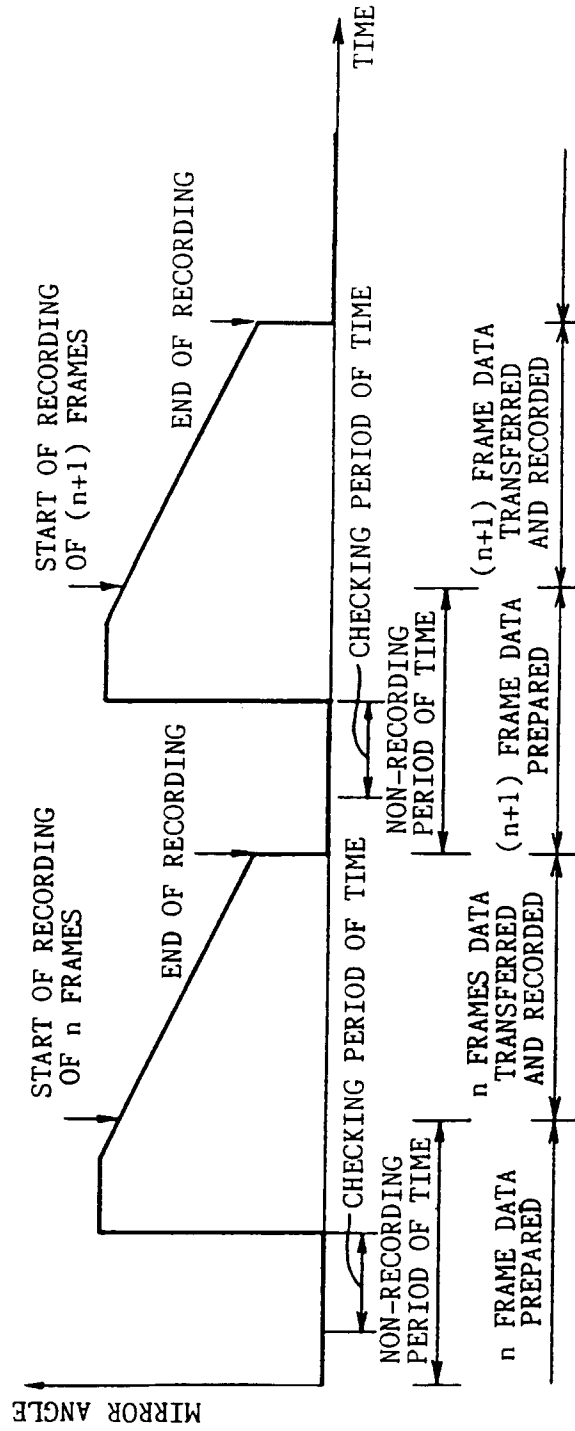 MIRROR ANGLE
START OF RECORDING
OF n FRAMES
END OF RECORDING
START OF RECORDING
OF (n+1) FRAMES
END OF RECORDING
TIME
CHECKING PERIOD OF TIME
NON-RECORDING
PERIOD OF TIME
CHECKING PERIOD OF TIME
NON-RECORDING
PERIOD OF TIME
n FRAME DATA
PREPARED
n FRAMES DATA
TRANSFERRED
AND RECORDED
(n+1) FRAME DATA
PREPARED
(n+1) FRAME DATA
TRANSFERRED
AND RECORDED